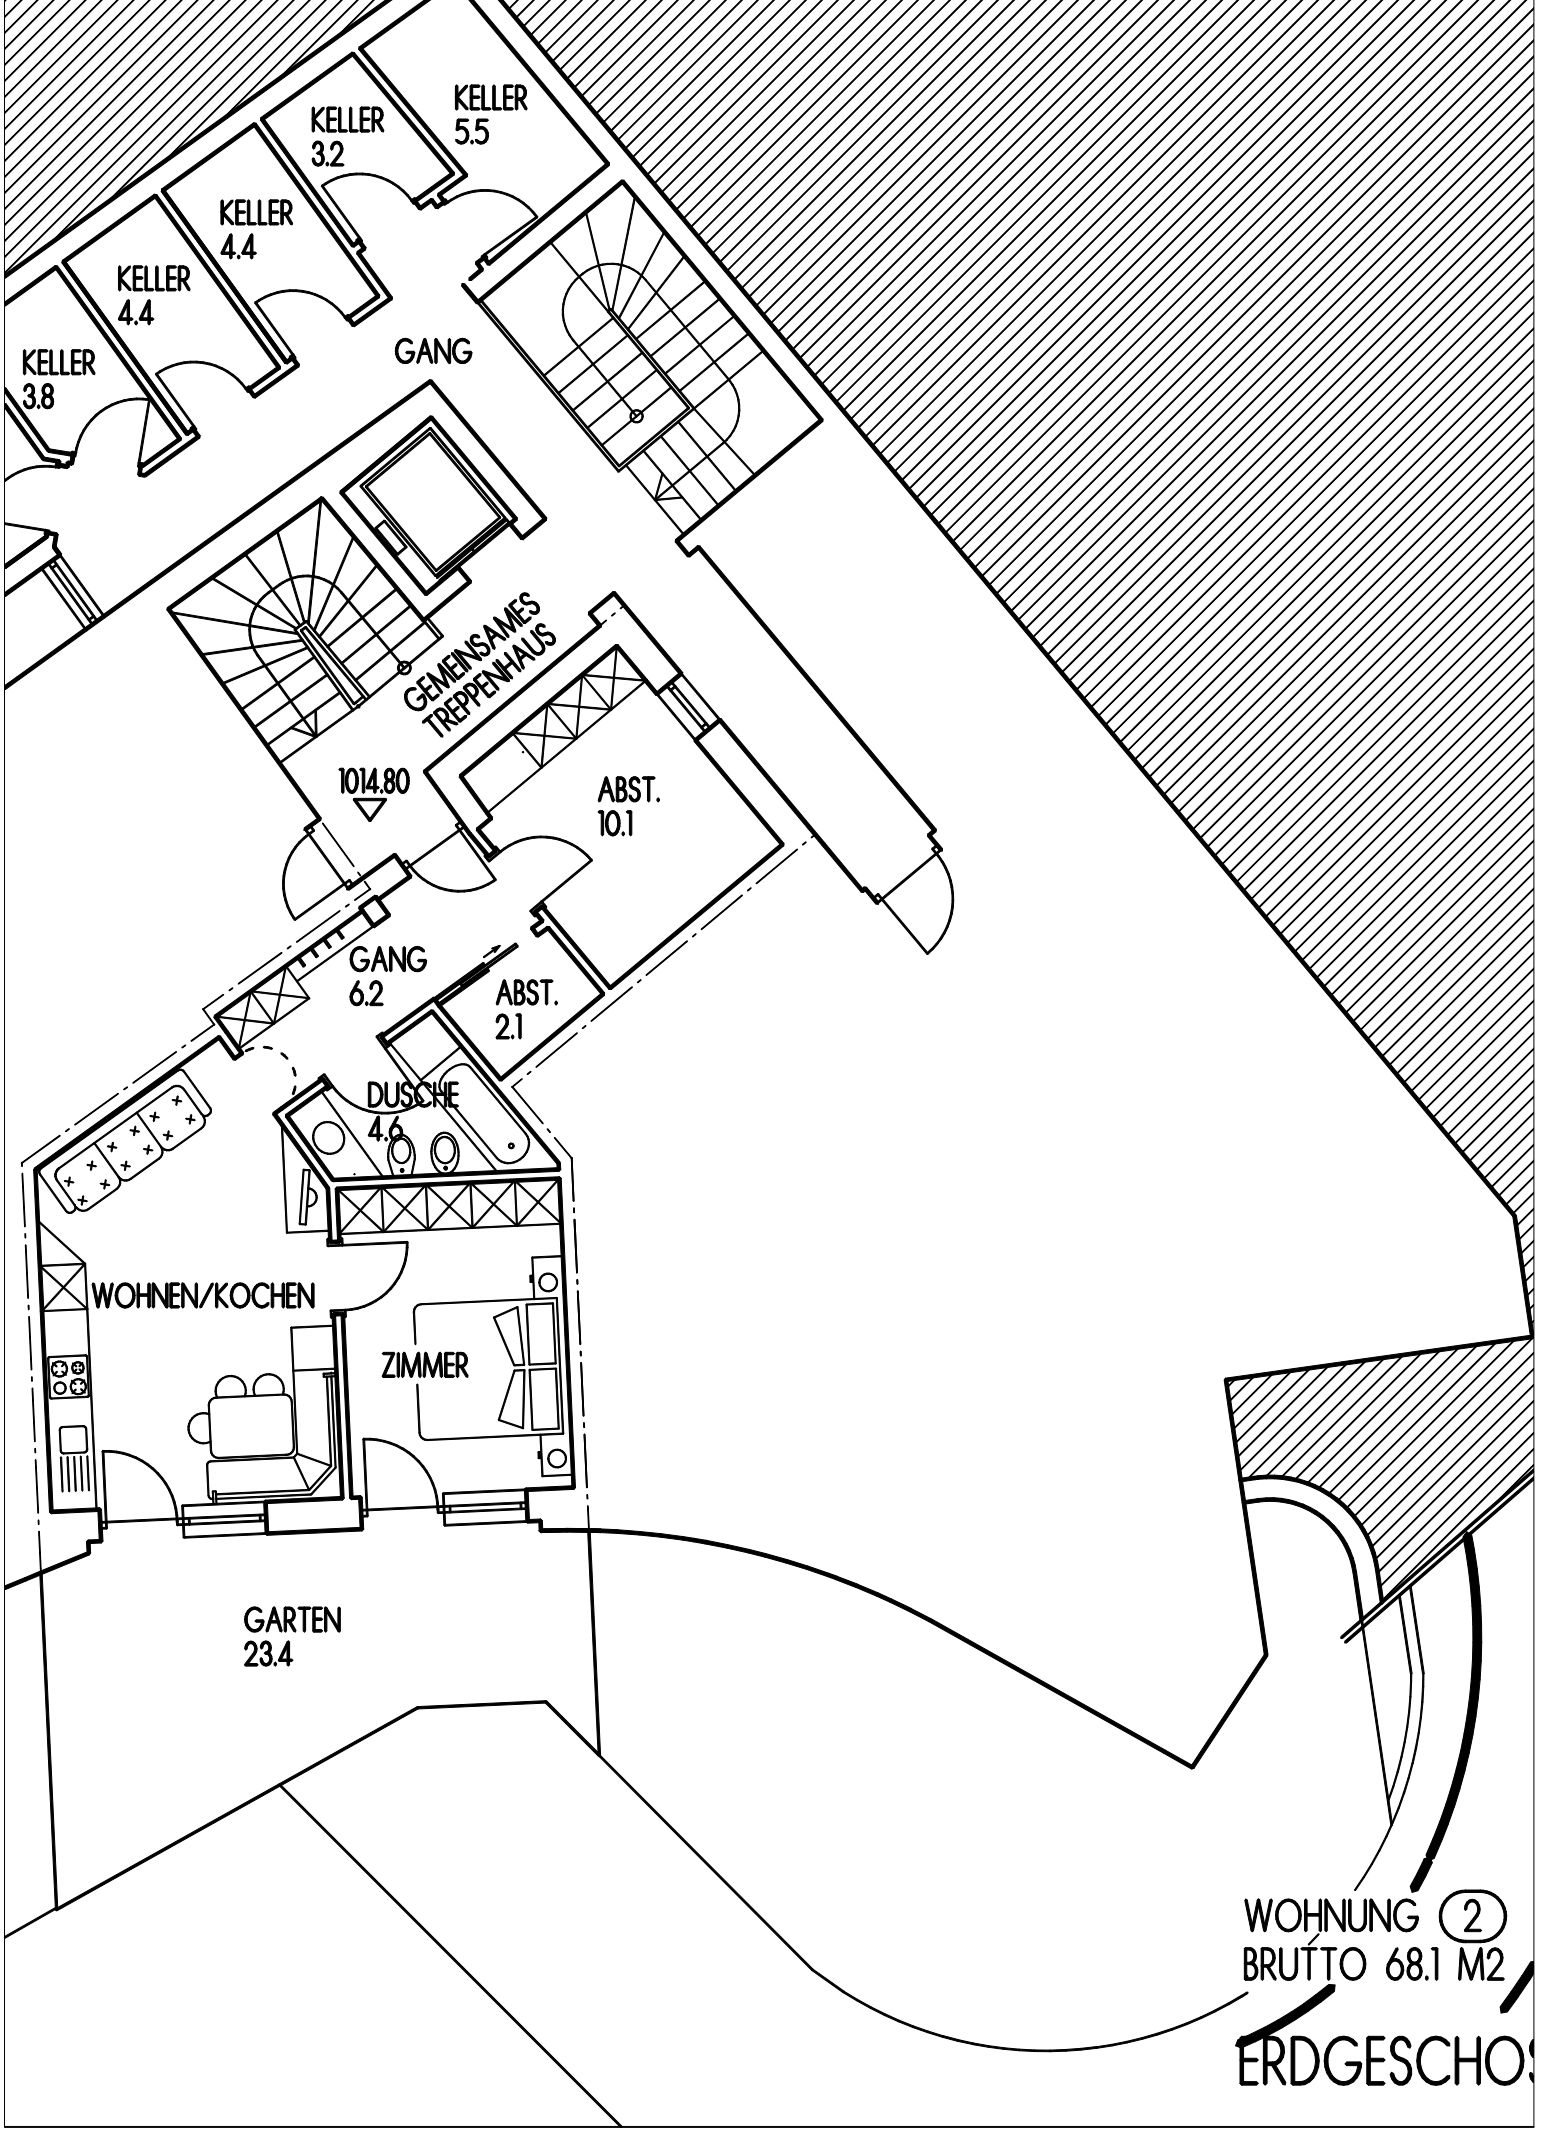 KELLER
5.5
KELLER
3.2
KELLER
4.4
KELLER
4.4
KELLER
3.8
GANG
GEMEINSAMES
TREPPENHAUS
1014.80
ABST.
10.1
GANG
6.2
ABST.
2.1
DUSCHE
4.6
WOHNEN/KOCHEN
ZIMMER
GARTEN
23.4
WOHNUNG 2
BRUTTO 68.1 M2
ERDGESCHOS